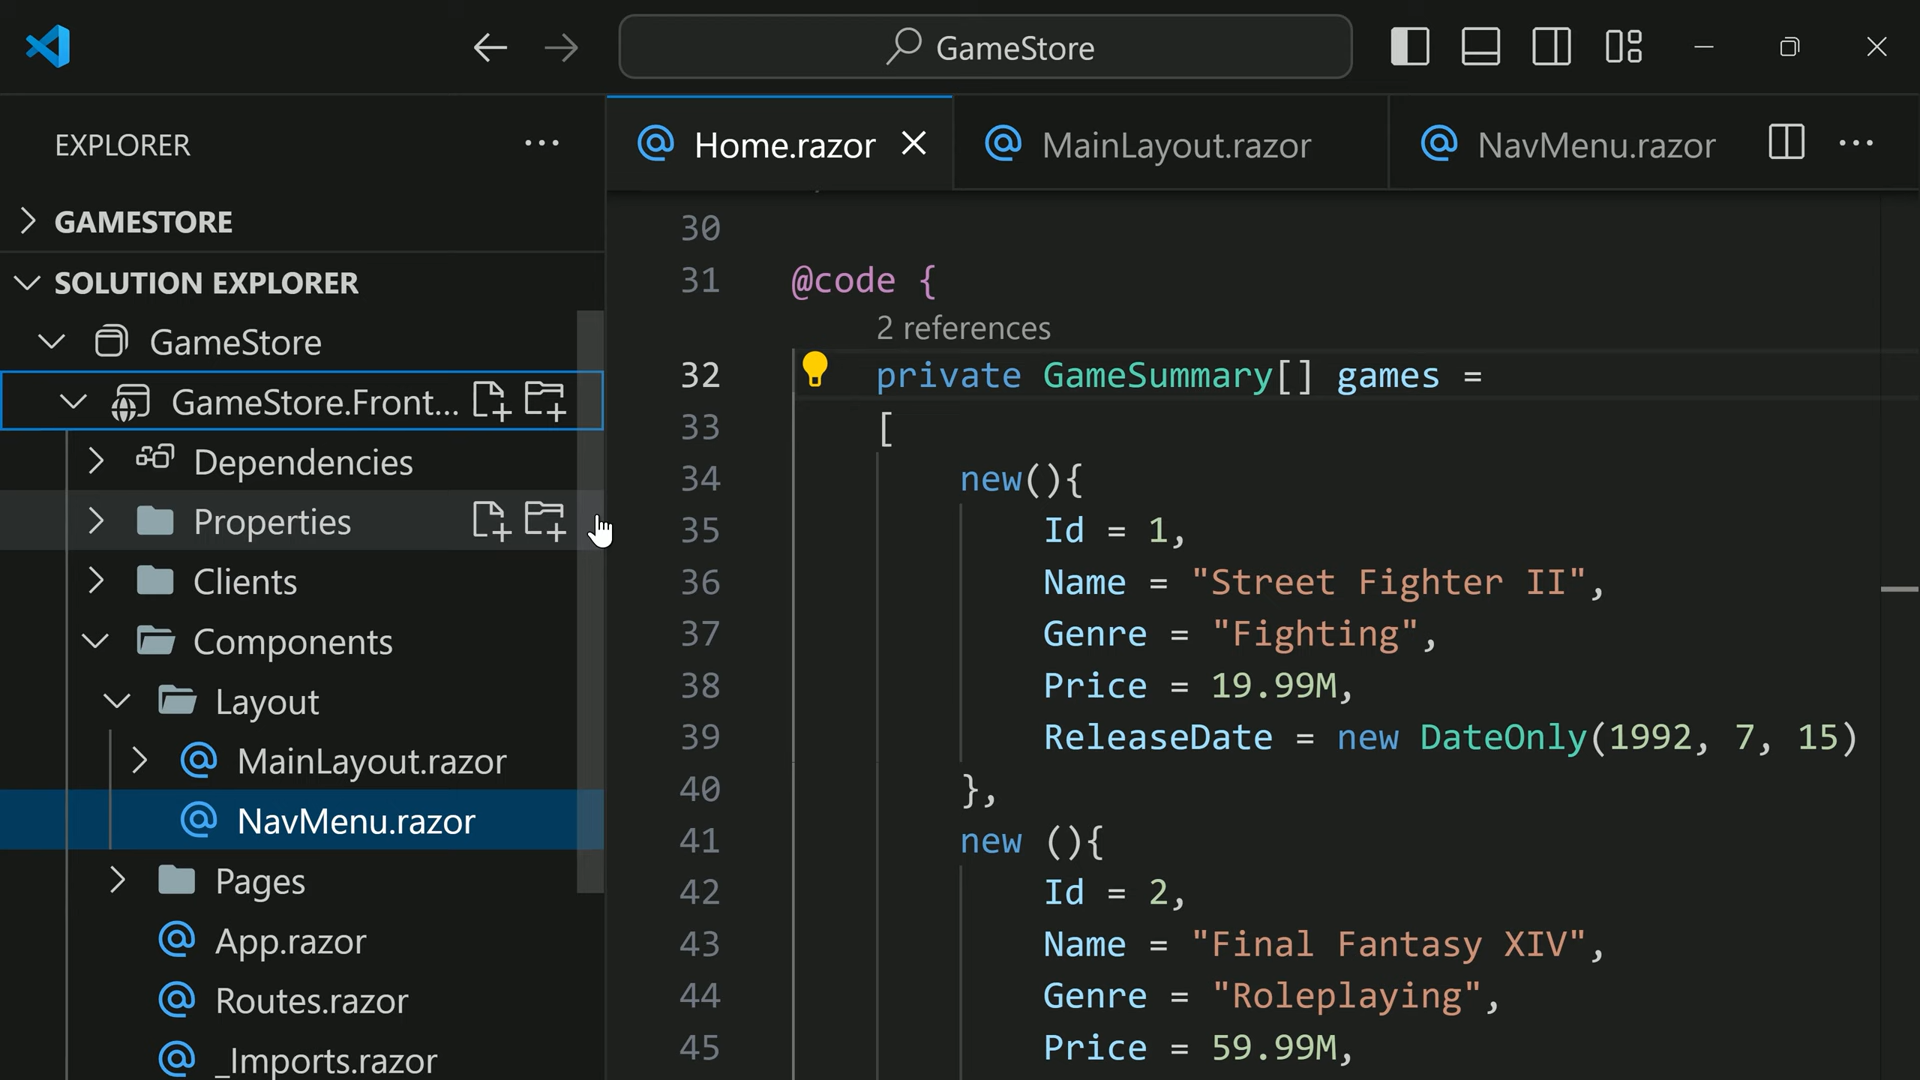 GameStore
EXPLORER
GAMESTORE
SOLUTION EXPLORER
GameStore
GameStore.Front...
Dependencies
Properties
Clients
Components
Layout
MainLayout.razor
NavMenu.razor
Pages
App.razor
Routes.razor
_Imports.razor
Home.razor
MainLayout.razor
NavMenu.razor
30
31 @code {
2 references
32 private GameSummary[] games =
33 [
34 new(){
35 Id = 1,
36 Name = "Street Fighter II",
37 Genre = "Fighting",
38 Price = 19.99M,
39 ReleaseDate = new DateOnly(1992, 7, 15)
40 },
41 new (){
42 Id = 2,
43 Name = "Final Fantasy XIV",
44 Genre = "Roleplaying",
45 Price = 59.99M,